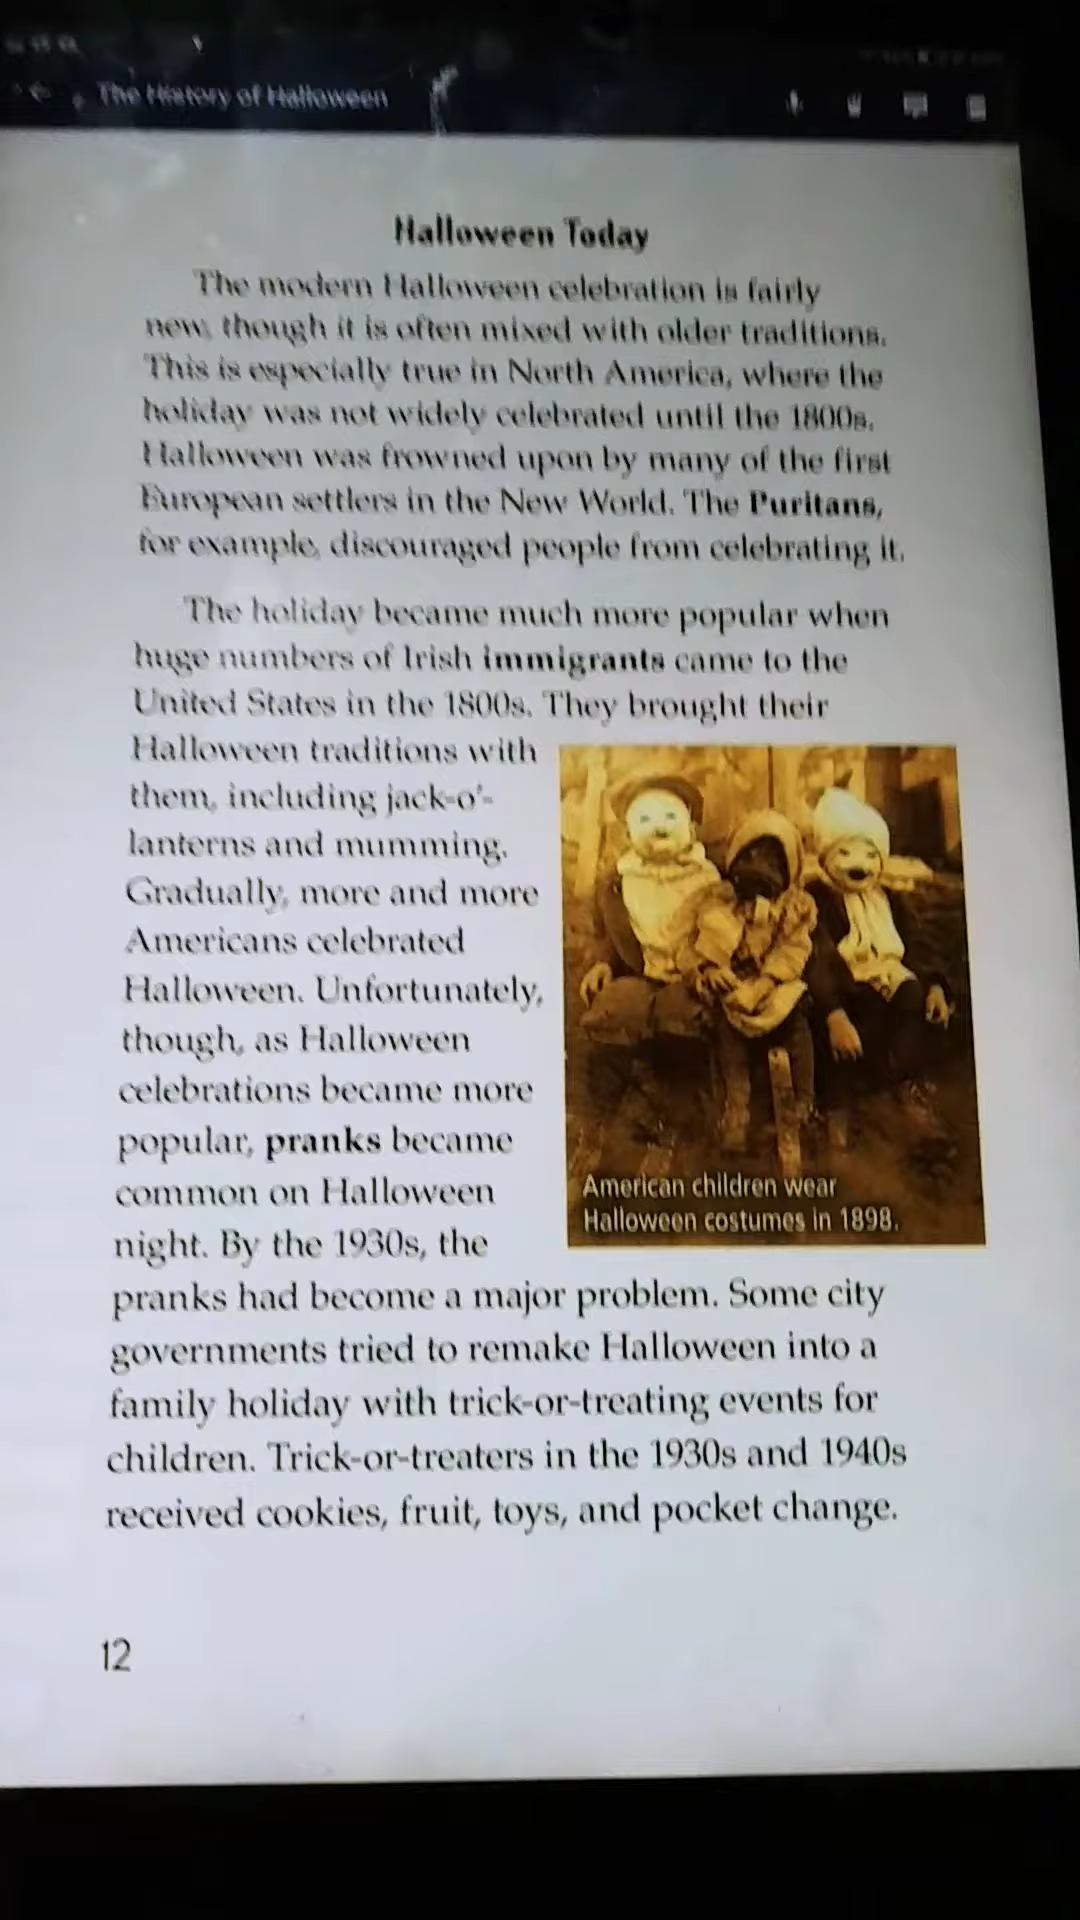 The History of Halloween
Halloween Today
The modern Halloween celebration is fairly
new, though it is often mixed with older traditions.
This is especially true in North America, where the
holiday was not widely celebrated until the 1800s.
Halloween was frowned upon by many of the first
European settlers in the New World. The Puritans,
for example, discouraged people from celebrating it.
The holiday became much more popular when
huge numbers of Irish immigrants came to the
United States in the 1800s. They brought their
Halloween traditions with
them, including jack-o'-
lanterns and mumming.
Gradually, more and more
Americans celebrated
Halloween. Unfortunately,
though, as Halloween
celebrations became more
popular, pranks became
common on Halloween
night. By the 1930s, the
pranks had become a major problem. Some city
governments tried to remake Halloween into a
family holiday with trick-or-treating events for
children. Trick-or-treaters in the 1930s and 1940s
received cookies, fruit, toys, and pocket change.
American children wear
Halloween costumes in 1898.
12